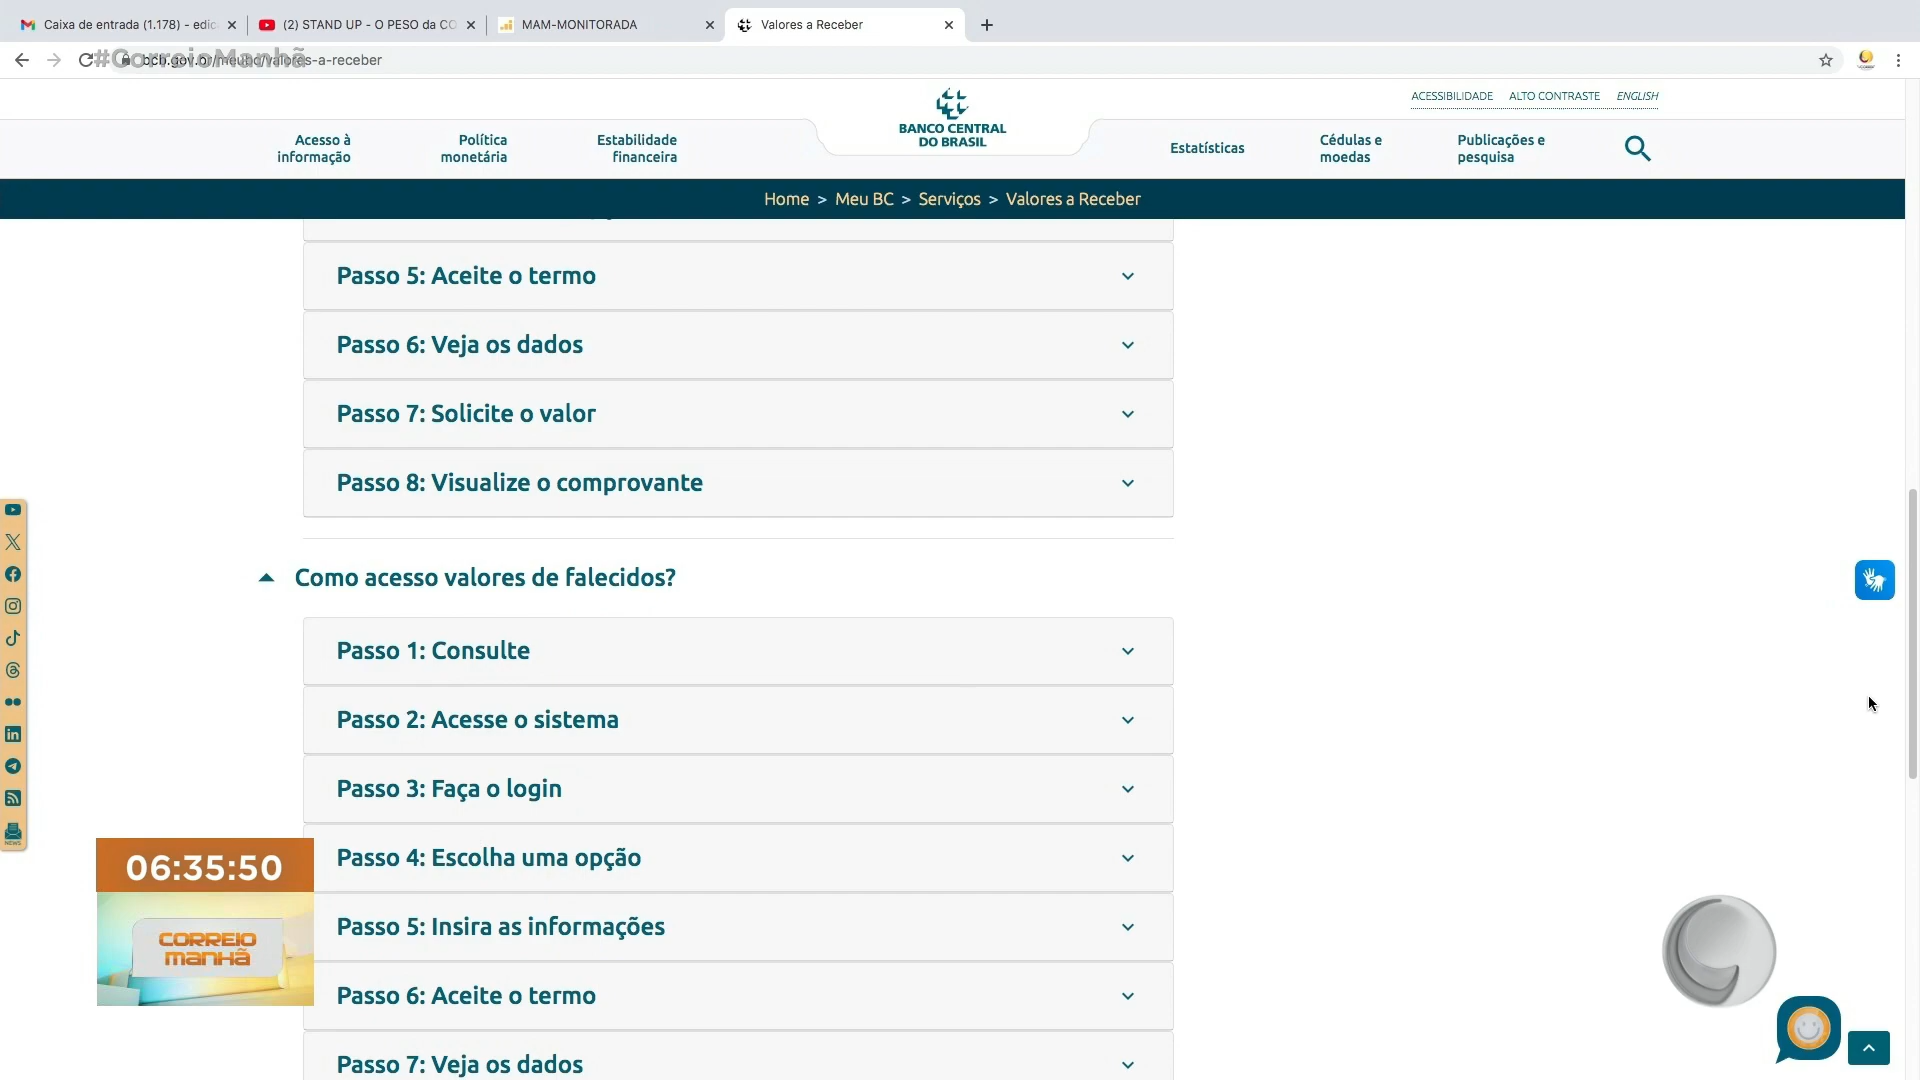 Caixa de entrada (1.178) - edic
(2) STAND UP - O PESO da CO
MAM-MONITORADA
Valores a Receber
#CorreioManhã
bcb.gov.br/meubc/valores-a-receber
ACESSIBILIDADE
ALTO CONTRASTE
ENGLISH
Acesso à
informação
Política
monetária
Estabilidade
financeira
BANCO CENTRAL
DO BRASIL
Estatísticas
Cédulas e
moedas
Publicações e
pesquisa
Home > Meu BC > Serviços > Valores a Receber
Passo 5: Aceite o termo
Passo 6: Veja os dados
Passo 7: Solicite o valor
Passo 8: Visualize o comprovante
Como acesso valores de falecidos?
Passo 1: Consulte
Passo 2: Acesse o sistema
Passo 3: Faça o login
Passo 4: Escolha uma opção
Passo 5: Insira as informações
Passo 6: Aceite o termo
Passo 7: Veja os dados
NEWS
06:35:50
CORREIO
manhã